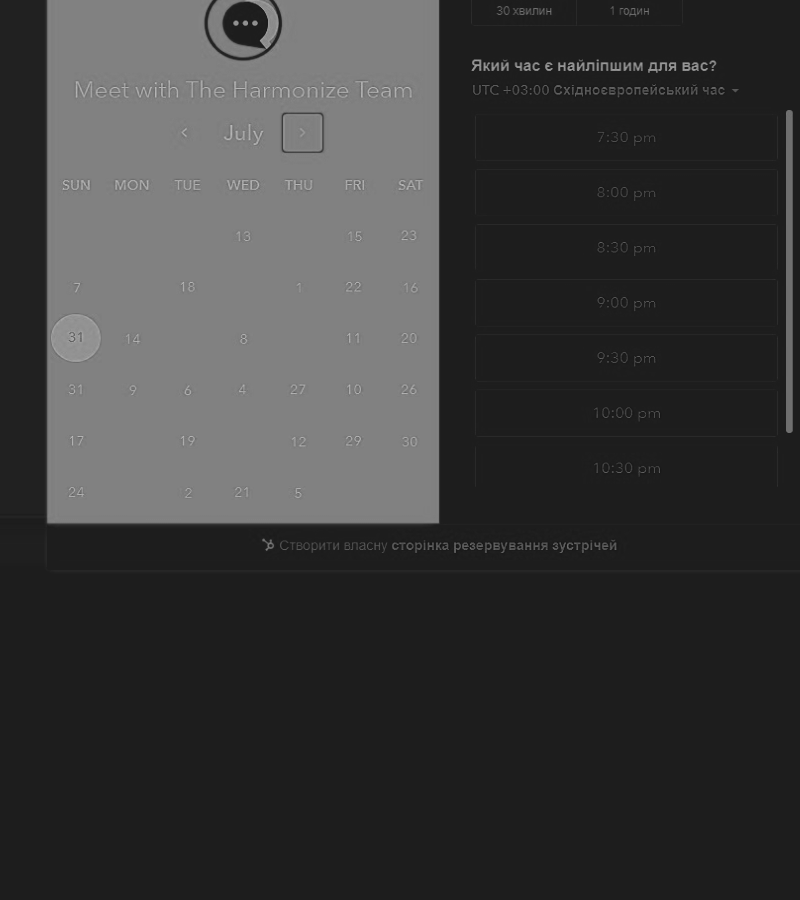 30 хвилин 1 годин
Meet with The Harmonize Team
July
SUN MON TUE WED THU FRI SAT
13 15 23
7 18 1 22 16
31 14 8 11 20
31 9 6 4 27 10 26
17 19 12 29 30
24 2 21 5
Який час є найліпшим для вас?
UTC +03:00 Східноєвропейський час
7:30 pm
8:00 pm
8:30 pm
9:00 pm
9:30 pm
10:00 pm
10:30 pm
Створити власну сторінка резервування зустрічей